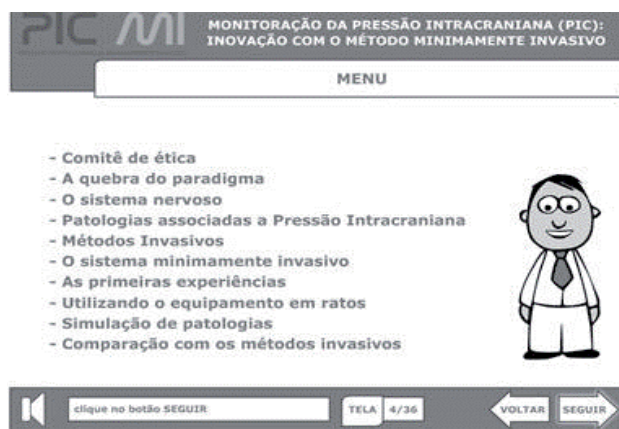 PIC MI
MONITORAÇÃO DA PRESSÃO INTRACRANIANA (PIC):
INOVAÇÃO COM O MÉTODO MINIMAMENTE INVASIVO
MENU
- Comitê de ética
- A quebra do paradigma
- O sistema nervoso
- Patologias associadas a Pressão Intracraniana
- Métodos Invasivos
- O sistema minimamente invasivo
- As primeiras experiências
- Utilizando o equipamento em ratos
- Simulação de patologias
- Comparação com os métodos invasivos
clique no botão SEGUIR
TELA 4/36
VOLTAR
SEGUIR